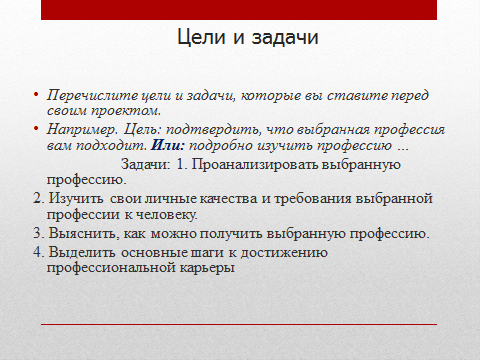 Цели и задачи
• Перечислите цели и задачи, которые вы ставите перед
своим проектом.
• Например. Цель: подтвердить, что выбранная профессия
вам подходит. Или: подробно изучить профессию ...
Задачи: 1. Проанализировать выбранную
профессию.
2. Изучить свои личные качества и требования выбранной
профессии к человеку.
3. Выяснить, как можно получить выбранную профессию.
4. Выделить основные шаги к достижению
профессиональной карьеры